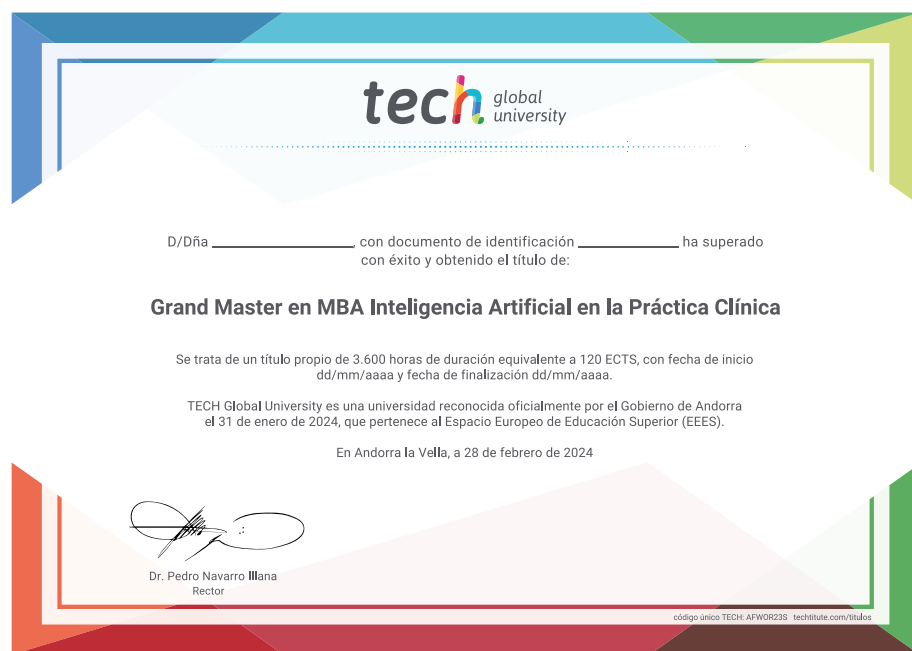 tech global university
D/Dña , con documento de identificación ha superado
con éxito y obtenido el título de:
Grand Master en MBA Inteligencia Artificial en la Práctica Clínica
Se trata de un título propio de 3.600 horas de duración equivalente a 120 ECTS, con fecha de inicio
dd/mm/aaaa y fecha de finalización dd/mm/aaaa.
TECH Global University es una universidad reconocida oficialmente por el Gobierno de Andorra
el 31 de enero de 2024, que pertenece al Espacio Europeo de Educación Superior (EEES).
En Andorra la Vella, a 28 de febrero de 2024
Dr. Pedro Navarro Illana
Rector
código único TECH: AFWOR23S techtitute.com/titulos